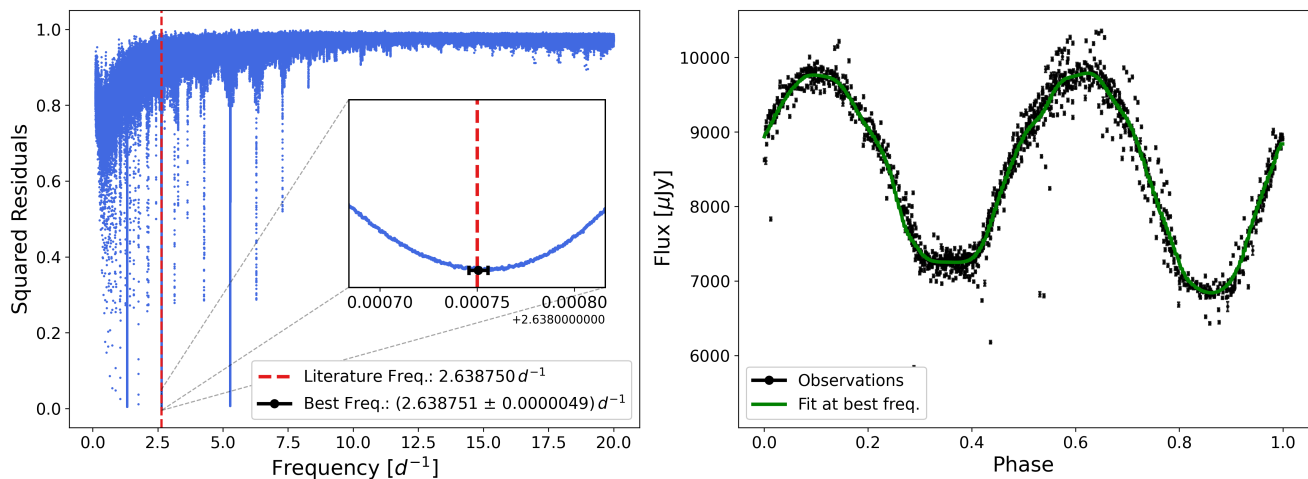 1.0
0.8
0.6
0.4
0.2
0.0
Squared Residuals
0.0 2.5 5.0 7.5 10.0 12.5 15.0 17.5 20.0
Frequency [d⁻¹]
0.00070 0.00075 0.00080
+2.6380000000
Literature Freq.: 2.638750 d⁻¹
Best Freq.: (2.638751 ± 0.0000049) d⁻¹
10000
9000
8000
7000
6000
Flux [μJy]
Observations
Fit at best freq.
0.0 0.2 0.4 0.6 0.8 1.0
Phase